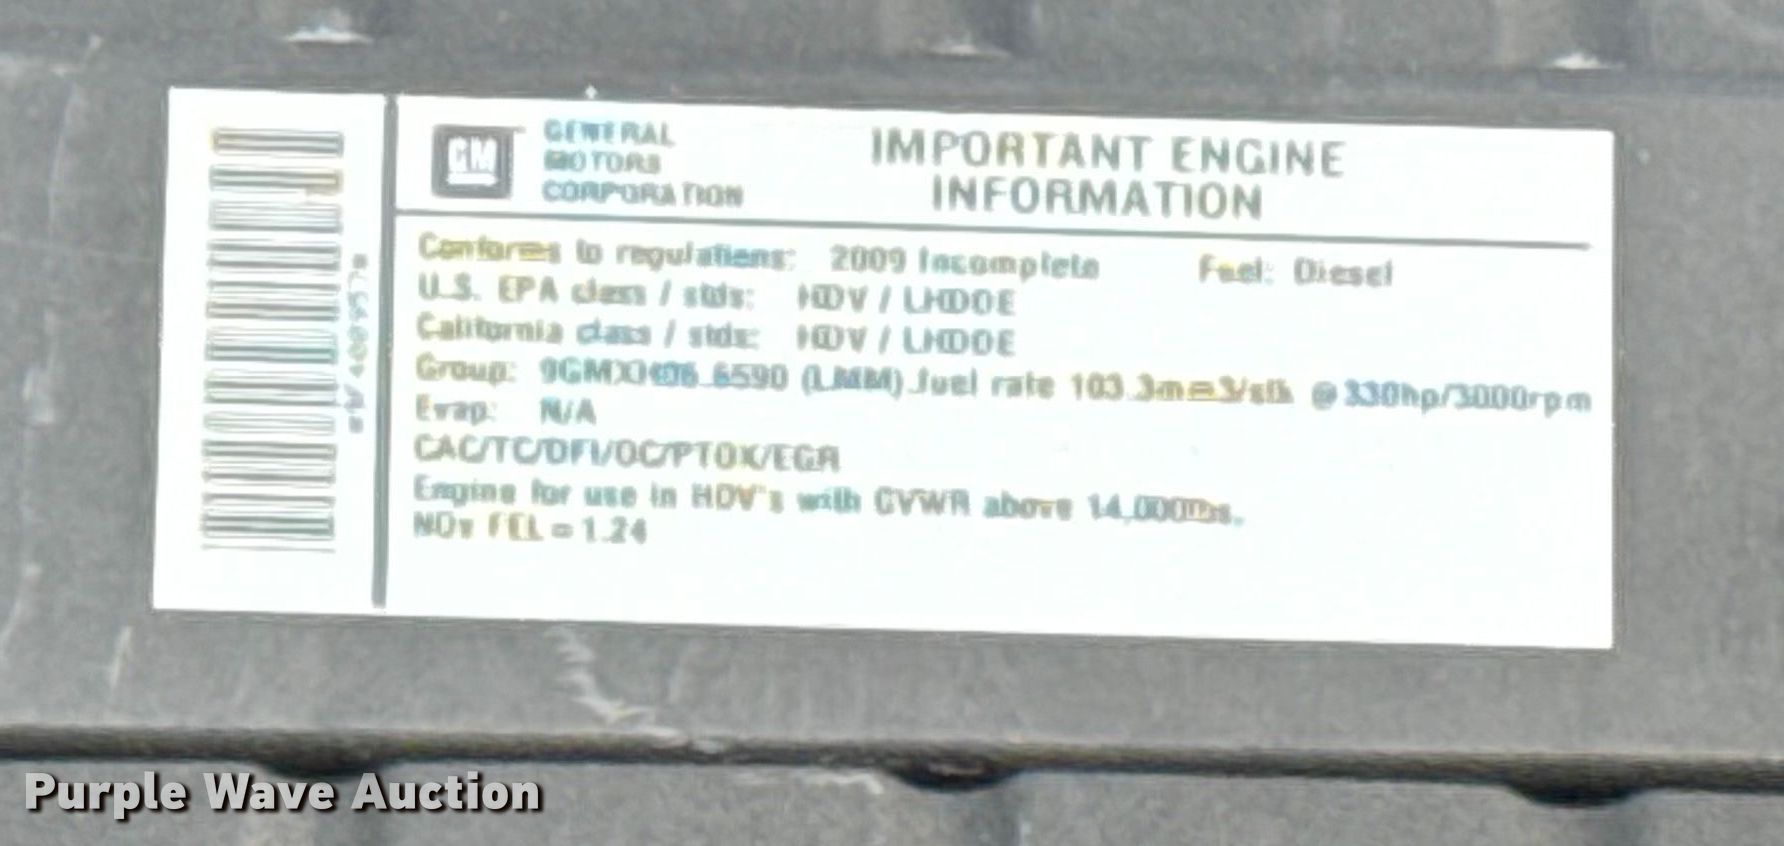 GM
GENERAL
MOTORS
CORPORATION
IMPORTANT ENGINE
INFORMATION
Conforms to regulations: 2009 Incomplete Fuel: Diesel
U.S. EPA class / stds: HDV / LHDDE
California class / stds: HDV / LHDDE
Group: 9GMXH06.6590 (LMM) fuel rate 103.3mm3/stk @ 330hp/3000rpm
Evap: N/A
CAC/TC/DFI/OC/PTOX/EGR
Engine for use in HDV's with GVWR above 14,000lbs.
NOx FEL = 1.24
Purple Wave Auction